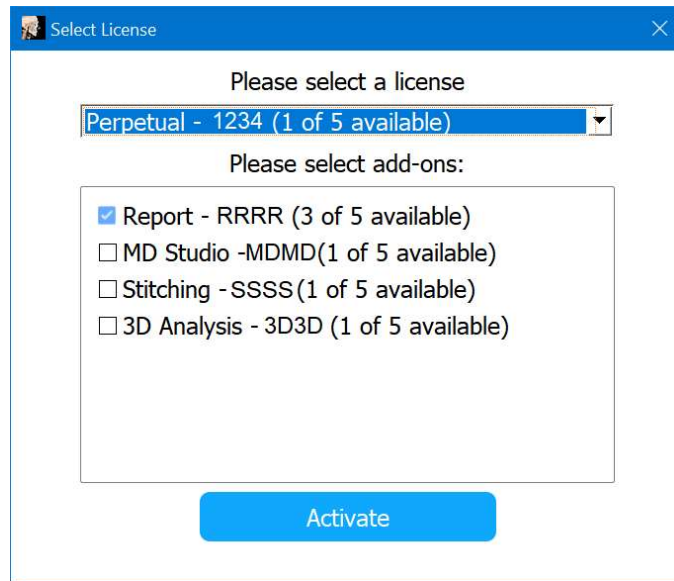 Select License
Please select a license
Perpetual - 1234 (1 of 5 available)
Please select add-ons:
Report - RRRR (3 of 5 available)
MD Studio -MDMD(1 of 5 available)
Stitching -SSSS(1 of 5 available)
3D Analysis - 3D3D (1 of 5 available)
Activate